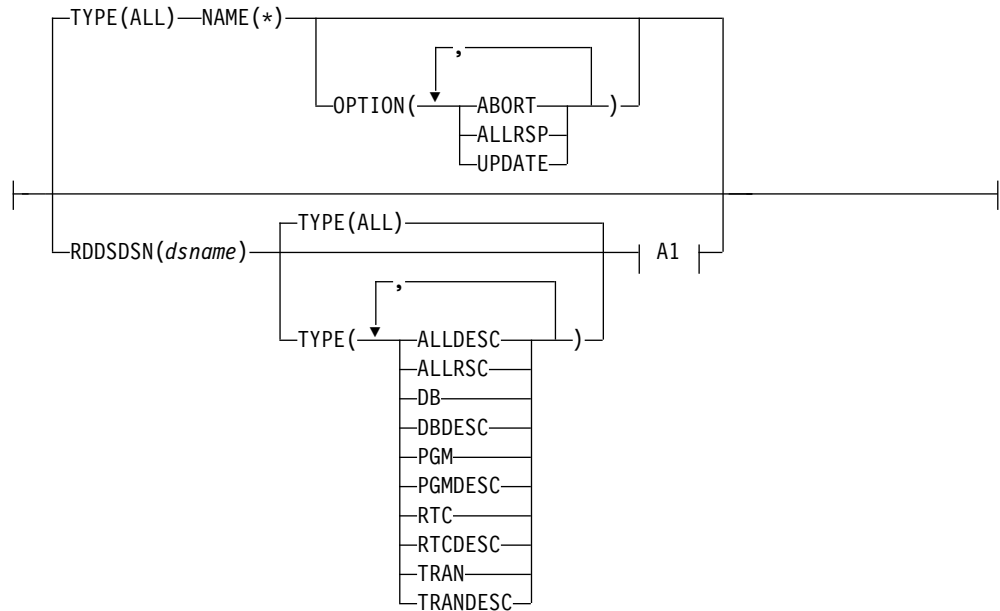 TYPE(ALL) NAME(*)
,
OPTION( ABORT )
ALLRSP
UPDATE
TYPE(ALL)
RDDSDSN(dsname) A1
,
TYPE( ALLDESC )
ALLRSC
DB
DBDESC
PGM
PGMDESC
RTC
RTCDESC
TRAN
TRANDESC